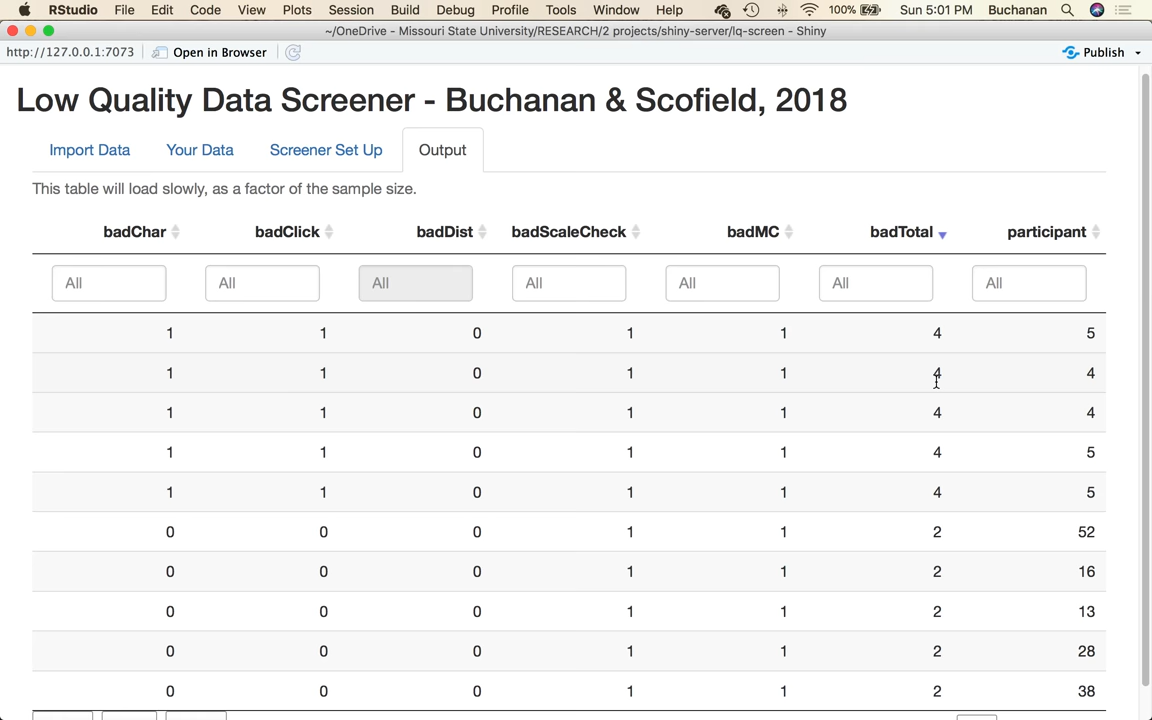 RStudio File Edit Code View Plots Session Build Debug Profile Tools Window Help 100% Sun 5:01 PM Buchanan
~/OneDrive - Missouri State University/RESEARCH/2 projects/shiny-server/lq-screen - Shiny
http://127.0.0.1:7073 Open in Browser Publish
Low Quality Data Screener - Buchanan & Scofield, 2018
Import Data Your Data Screener Set Up Output
This table will load slowly, as a factor of the sample size.
badChar badClick badDist badScaleCheck badMC badTotal participant
All All All All All All All
1 1 0 1 1 4 5
1 1 0 1 1 4 4
1 1 0 1 1 4 4
1 1 0 1 1 4 5
1 1 0 1 1 4 5
0 0 0 1 1 2 52
0 0 0 1 1 2 16
0 0 0 1 1 2 13
0 0 0 1 1 2 28
0 0 0 1 1 2 38